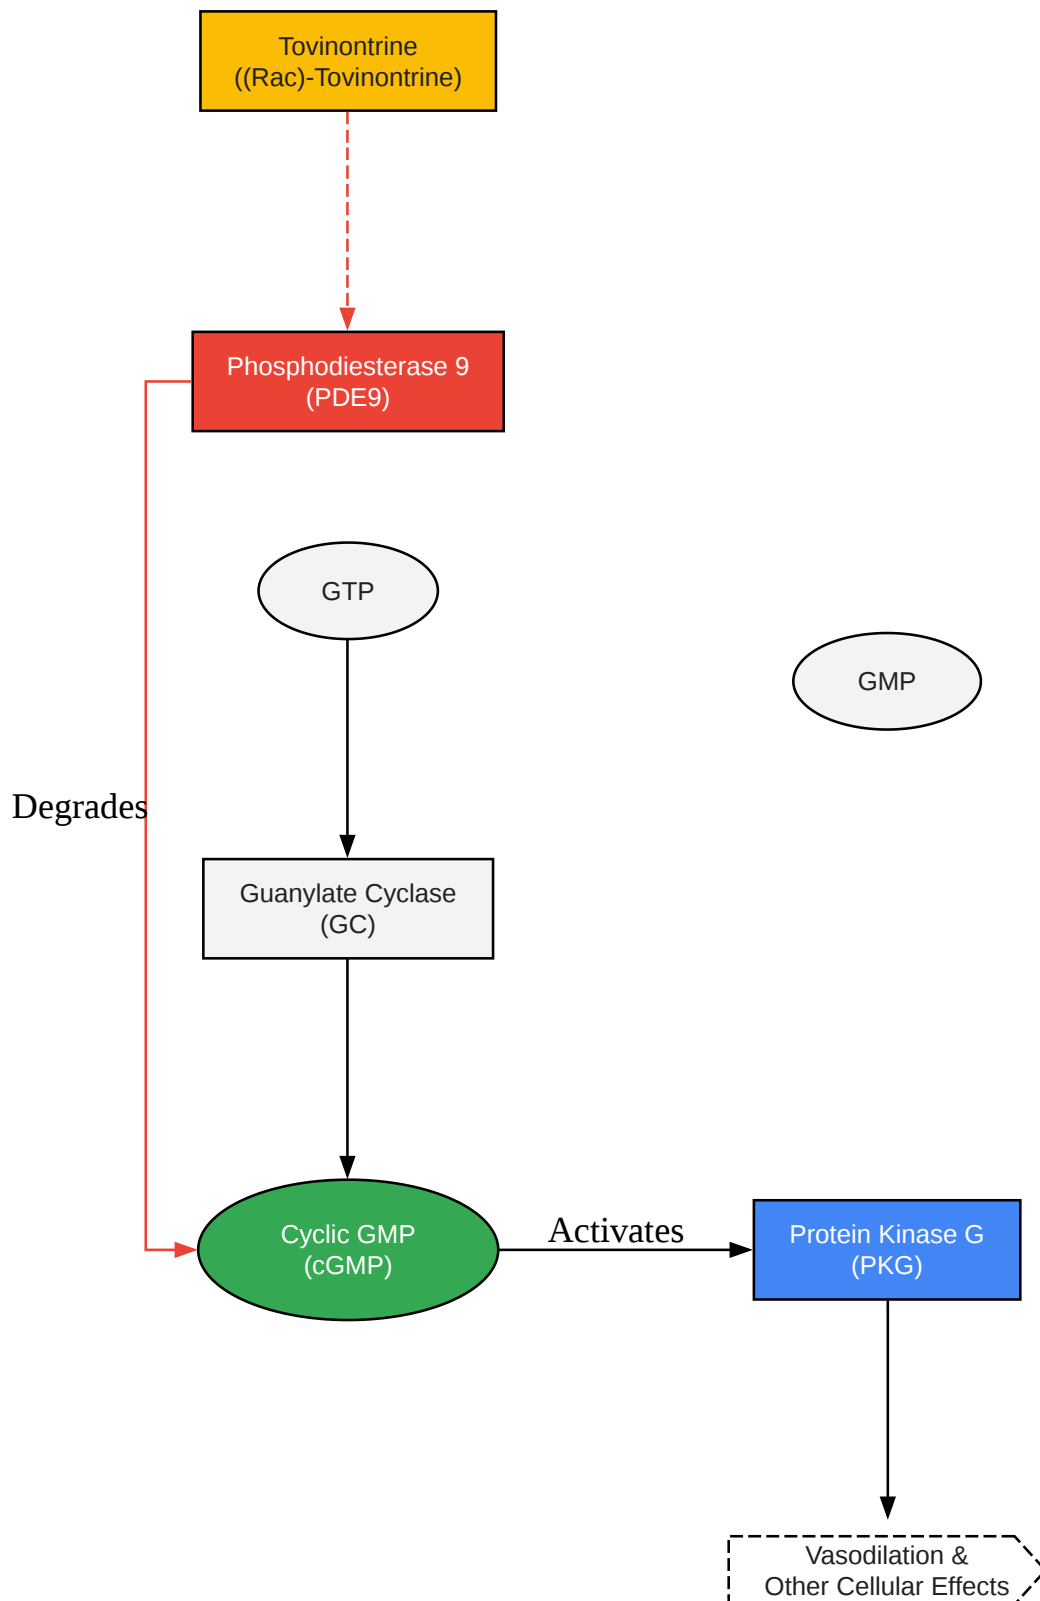 Tovinontrine
((Rac)-Tovinontrine)
Phosphodiesterase 9
(PDE9)
GTP
GMP
Degrades
Guanylate Cyclase
(GC)
Cyclic GMP
(cGMP)
Activates
Protein Kinase G
(PKG)
Vasodilation &
Other Cellular Effects